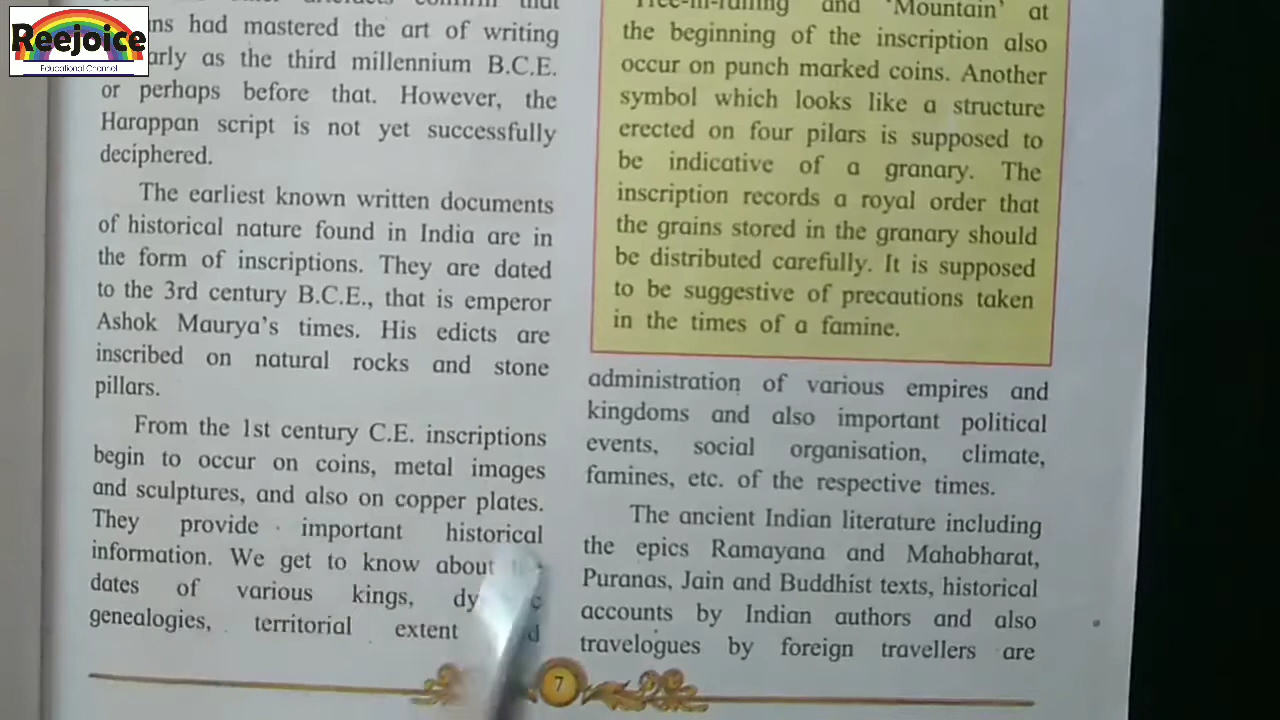 Reejoice
Educational Channel
had mastered the art of writing
as the third millennium B.C.E.
or perhaps before that. However, the
Harappan script is not yet successfully
deciphered.
The earliest known written documents
of historical nature found in India are in
the form of inscriptions. They are dated
to the 3rd century B.C.E., that is emperor
Ashok Maurya's times. His edicts are
inscribed on natural rocks and stone
pillars.
From the 1st century C.E. inscriptions
begin to occur on coins, metal images
and sculptures, and also on copper plates.
They provide important historical
information. We get to know about
dates of various kings,
genealogies, territorial extent
7
and 'Mountain' at
the beginning of the inscription also
occur on punch marked coins. Another
symbol which looks like a structure
erected on four pilars is supposed to
be indicative of a granary. The
inscription records a royal order that
the grains stored in the granary should
be distributed carefully. It is supposed
to be suggestive of precautions taken
in the times of a famine.
administration of various empires and
kingdoms and also important political
events, social organisation, climate,
famines, etc. of the respective times.
The ancient Indian literature including
the epics Ramayana and Mahabharat,
Puranas, Jain and Buddhist texts, historical
accounts by Indian authors and also
travelogues by foreign travellers are